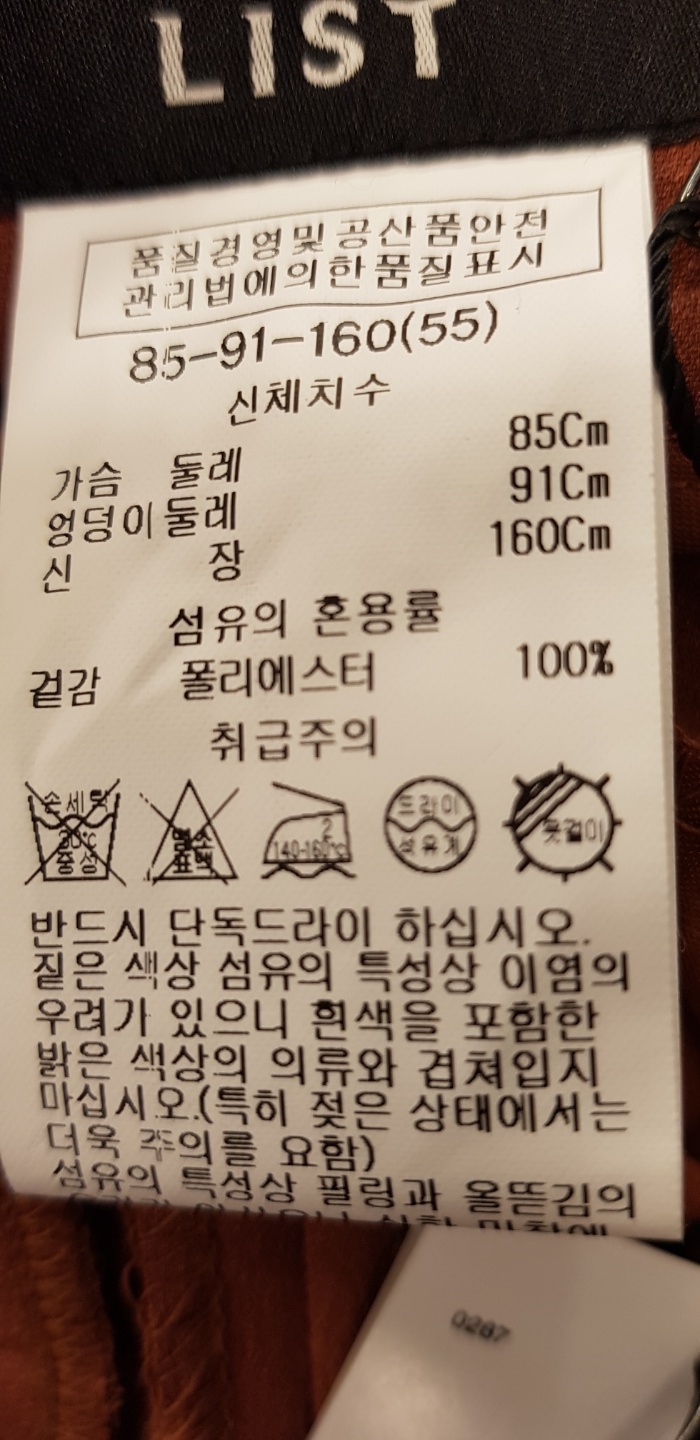 LIST
품질경영및 공산품안전
관리법에의한품질표시
85-91-160(55)
신체치수
가슴 둘레 85Cm
엉덩이둘레 91Cm
신 장 160Cm
섬유의 혼용률
겉감 폴리에스터 100%
취급주의
손세탁 30℃ 중성
염소 표백
2 140-160℃
드라이 석유계
옷걸이
반드시 단독드라이 하십시오.
짙은 색상 섬유의 특성상 이염의
우려가 있으니 흰색을 포함한
밝은 색상의 의류와 겹쳐입지
마십시오.(특히 젖은 상태에서는
더욱 주의를 요함)
섬유의 특성상 필링과 올뜯김의
0287